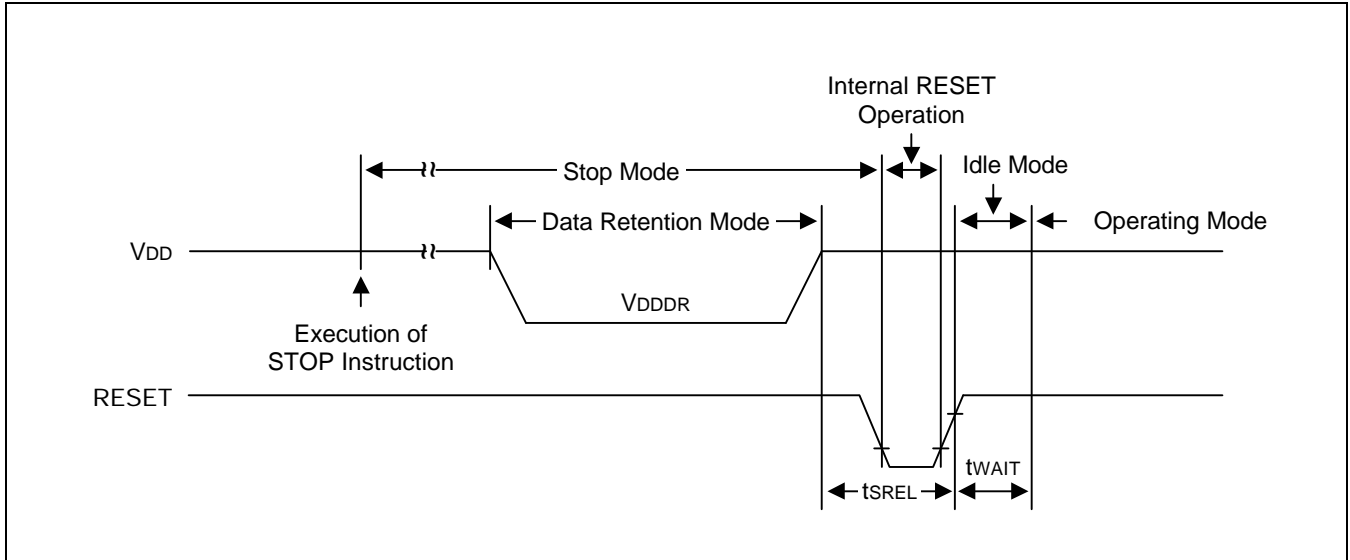 Internal RESET
Operation
Idle Mode
Stop Mode
Data Retention Mode
Operating Mode
VDD
VDDDR
Execution of
STOP Instruction
RESET
tWAIT
tSREL